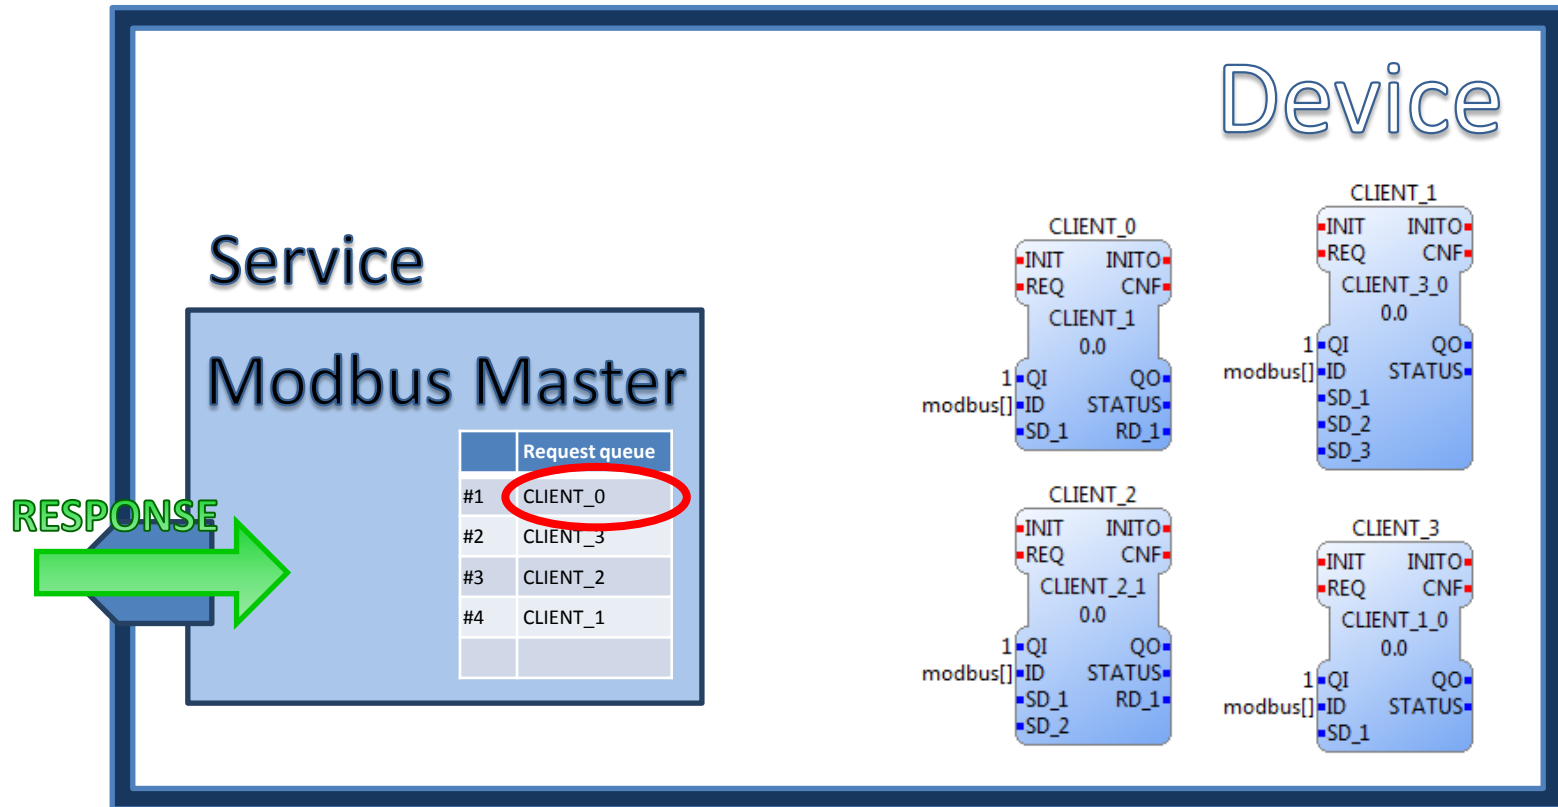 Device
Service
Modbus Master
Request queue
#1 CLIENT_0
#2 CLIENT_3
#3 CLIENT_2
#4 CLIENT_1
RESPONSE
CLIENT_0
INIT INITO
REQ CNF
CLIENT_1
0.0
1 QI QO
modbus[] ID STATUS
SD_1 RD_1
CLIENT_1
INIT INITO
REQ CNF
CLIENT_3_0
0.0
1 QI QO
modbus[] ID STATUS
SD_1
SD_2
SD_3
CLIENT_2
INIT INITO
REQ CNF
CLIENT_2_1
0.0
1 QI QO
modbus[] ID STATUS
SD_1 RD_1
SD_2
CLIENT_3
INIT INITO
REQ CNF
CLIENT_1_0
0.0
1 QI QO
modbus[] ID STATUS
SD_1